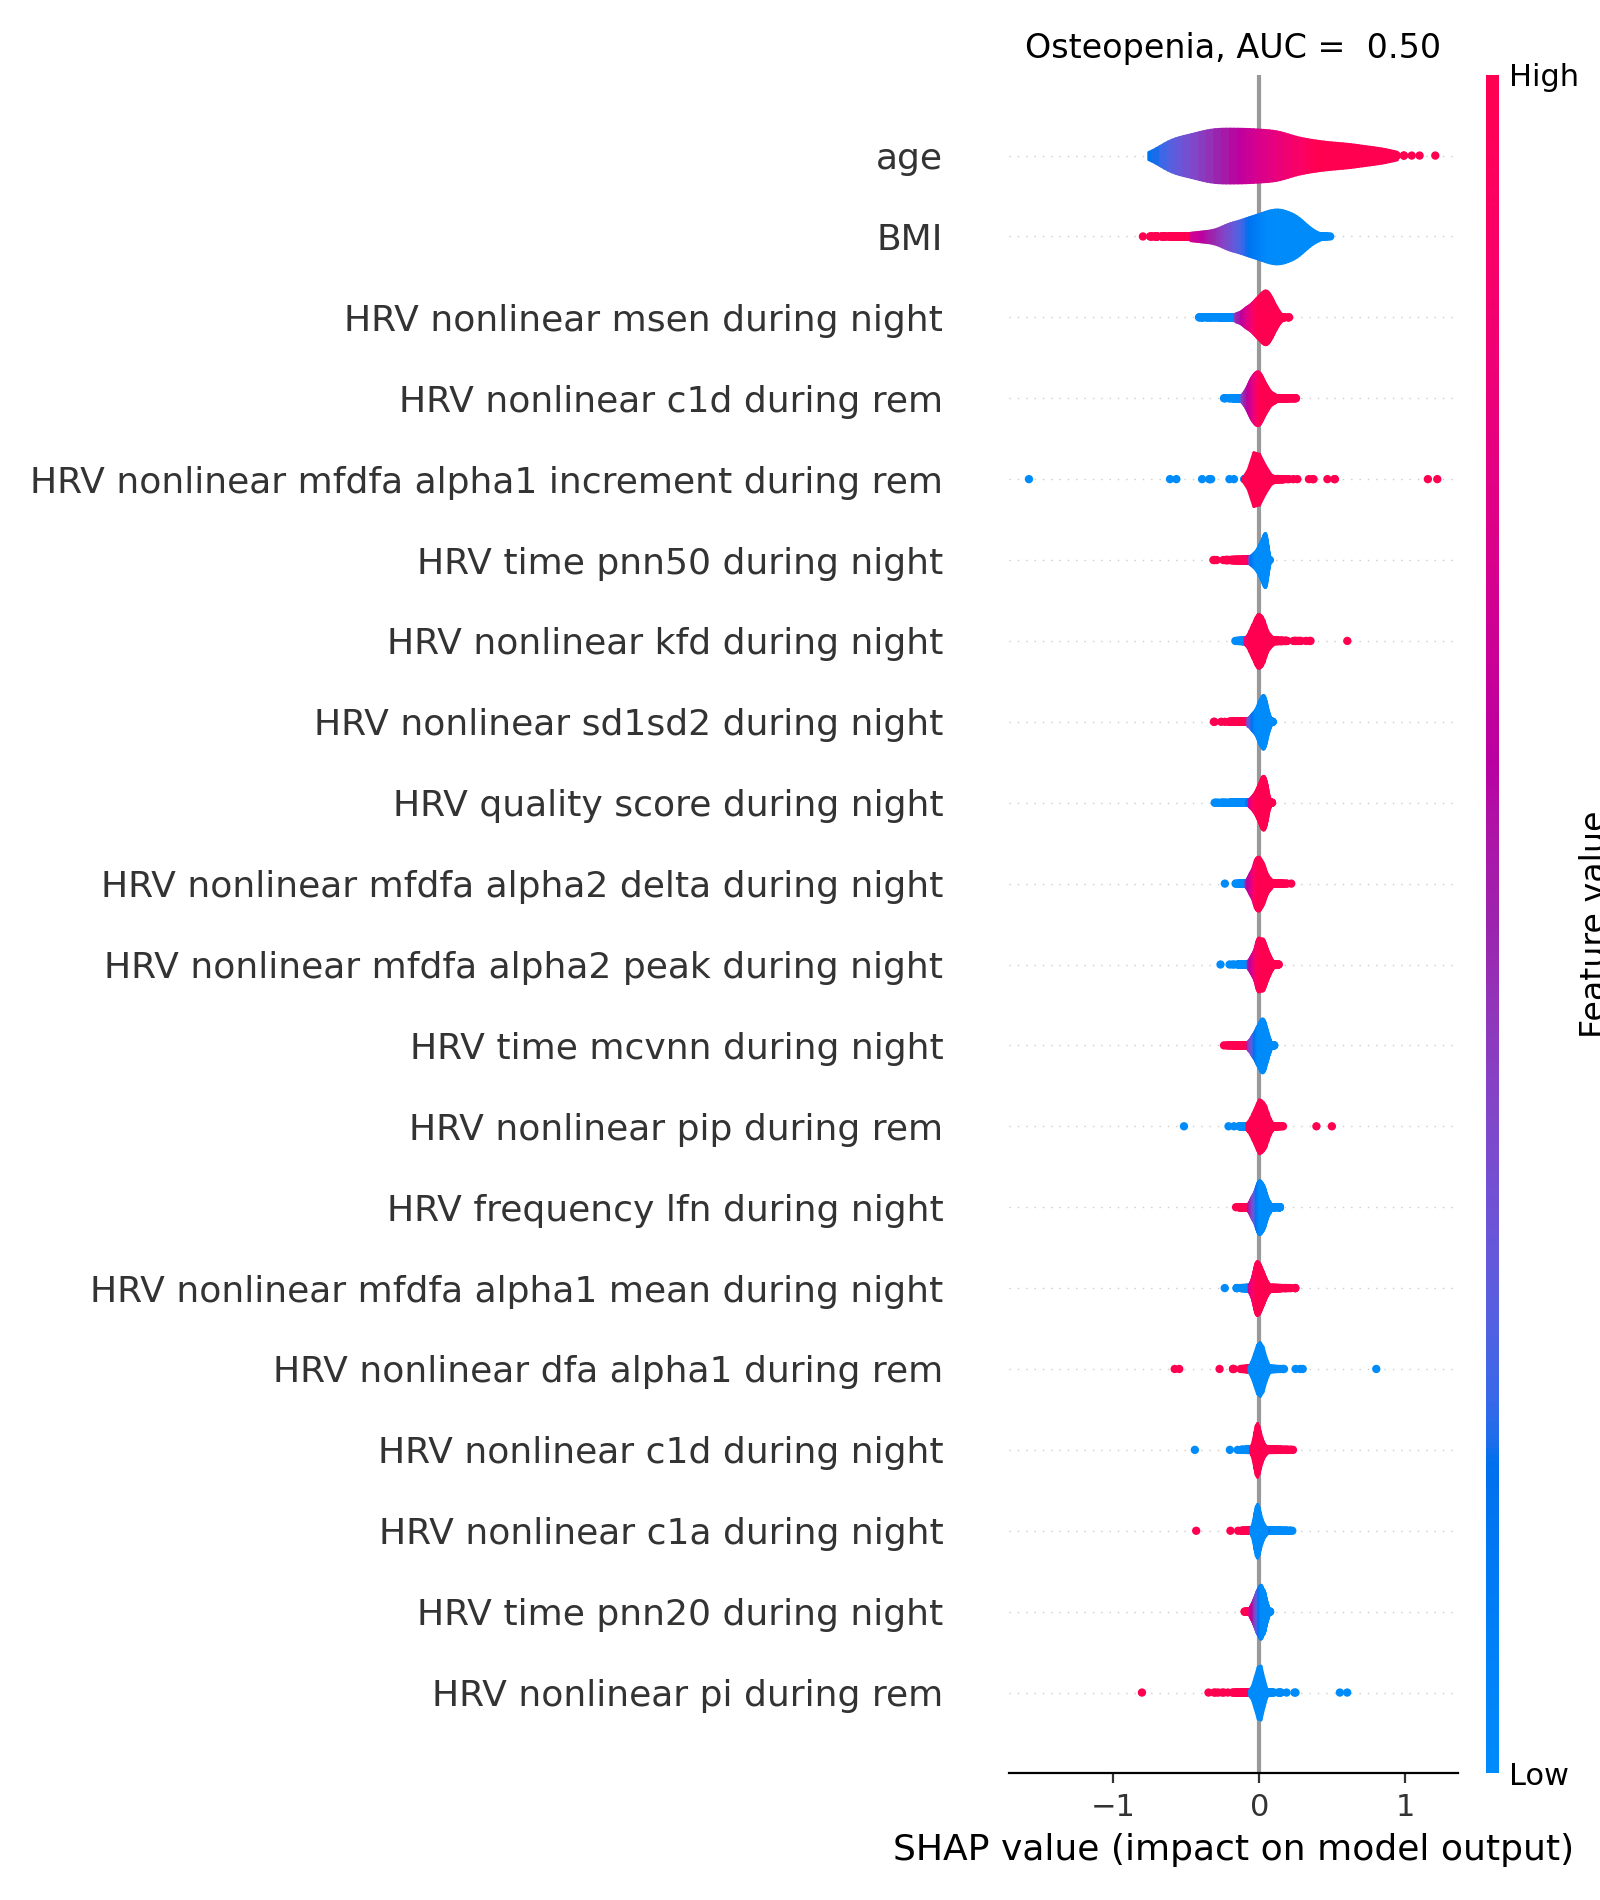 Osteopenia, AUC =  0.50
High
age
BMI
HRV nonlinear msen during night
HRV nonlinear c1d during rem
HRV nonlinear mfdfa alpha1 increment during rem
HRV time pnn50 during night
HRV nonlinear kfd during night
HRV nonlinear sd1sd2 during night
HRV quality score during night
HRV nonlinear mfdfa alpha2 delta during night
HRV nonlinear mfdfa alpha2 peak during night
HRV time mcvnn during night
HRV nonlinear pip during rem
HRV frequency lfn during night
HRV nonlinear mfdfa alpha1 mean during night
HRV nonlinear dfa alpha1 during rem
HRV nonlinear c1d during night
HRV nonlinear c1a during night
HRV time pnn20 during night
HRV nonlinear pi during rem
Feature value
Low
−1 0 1
SHAP value (impact on model output)